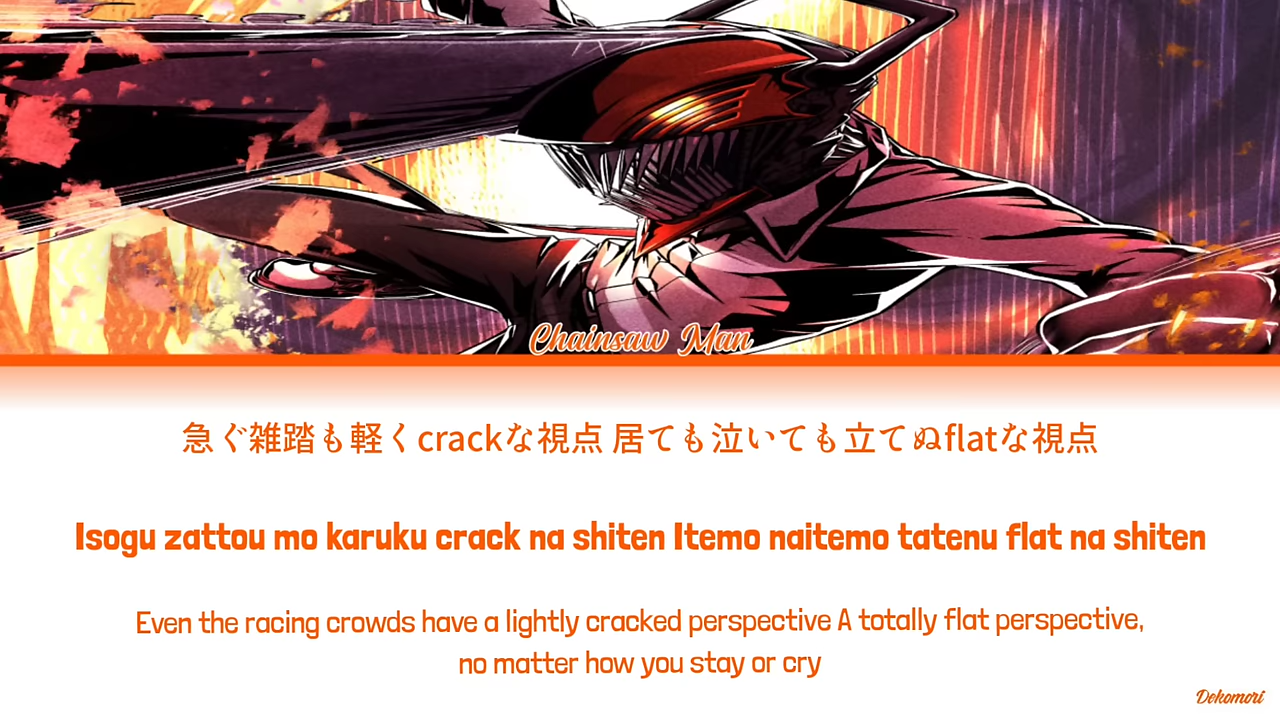 Chainsaw Man
急ぐ雑踏も軽くcrackな視点 居ても泣いても立てぬflatな視点
Isogu zattou mo karuku crack na shiten Itemo naitemo tatenu flat na shiten
Even the racing crowds have a lightly cracked perspective A totally flat perspective,
no matter how you stay or cry
Dekomori